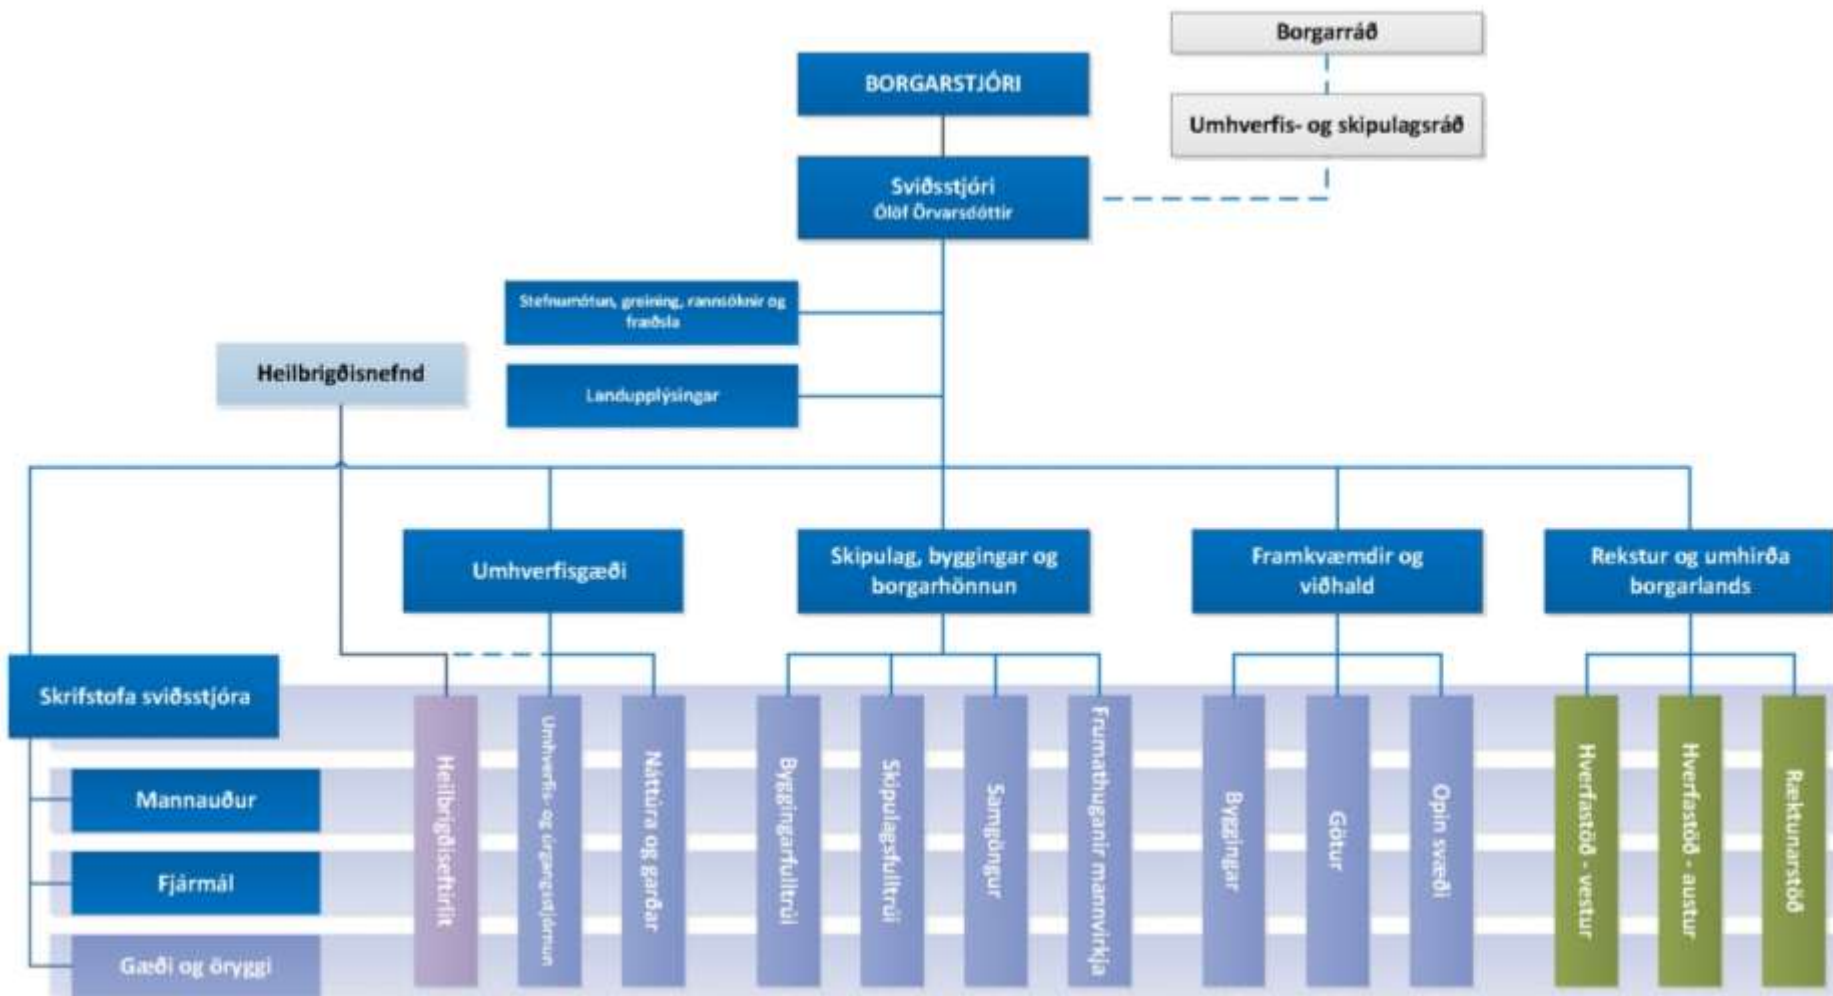 Borgarráð
BORGARSTJÓRI
Umhverfis- og skipulagsráð
Sviðsstjóri
Ólöf Örvarsdóttir
Stefnumótun, greining, rannsóknir og
fræðsla
Heilbrigðisnefnd
Landupplýsingar
Umhverfisgæði
Skipulag, byggingar og
borgarhönnun
Framkvæmdir og
viðhald
Rekstur og umhirða
borgarlands
Skrifstofa sviðsstjóra
Mannauður
Fjármál
Gæði og öryggi
Heilbrigðiseftirlit
Umhverfis- og úrgangsstjórnun
Náttúra og garðar
Byggingarfulltrúi
Skipulagsfulltrúi
Samgöngur
Frumathuganir mannvirkja
Byggingar
Götur
Opin svæði
Hverfastöð - vestur
Hverfastöð - austur
Ræktunarstöð